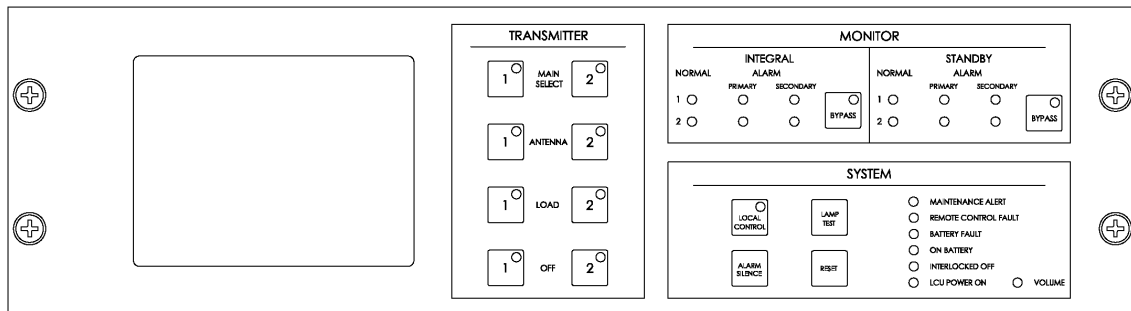 TRANSMITTER
1 MAIN SELECT 2
1 ANTENNA 2
1 LOAD 2
1 OFF 2
MONITOR
INTEGRAL
NORMAL ALARM
PRIMARY SECONDARY
1
2
BYPASS
STANDBY
NORMAL ALARM
PRIMARY SECONDARY
1
2
BYPASS
SYSTEM
LOCAL CONTROL
LAMP TEST
ALARM SILENCE
RESET
MAINTENANCE ALERT
REMOTE CONTROL FAULT
BATTERY FAULT
ON BATTERY
INTERLOCKED OFF
LCU POWER ON
VOLUME